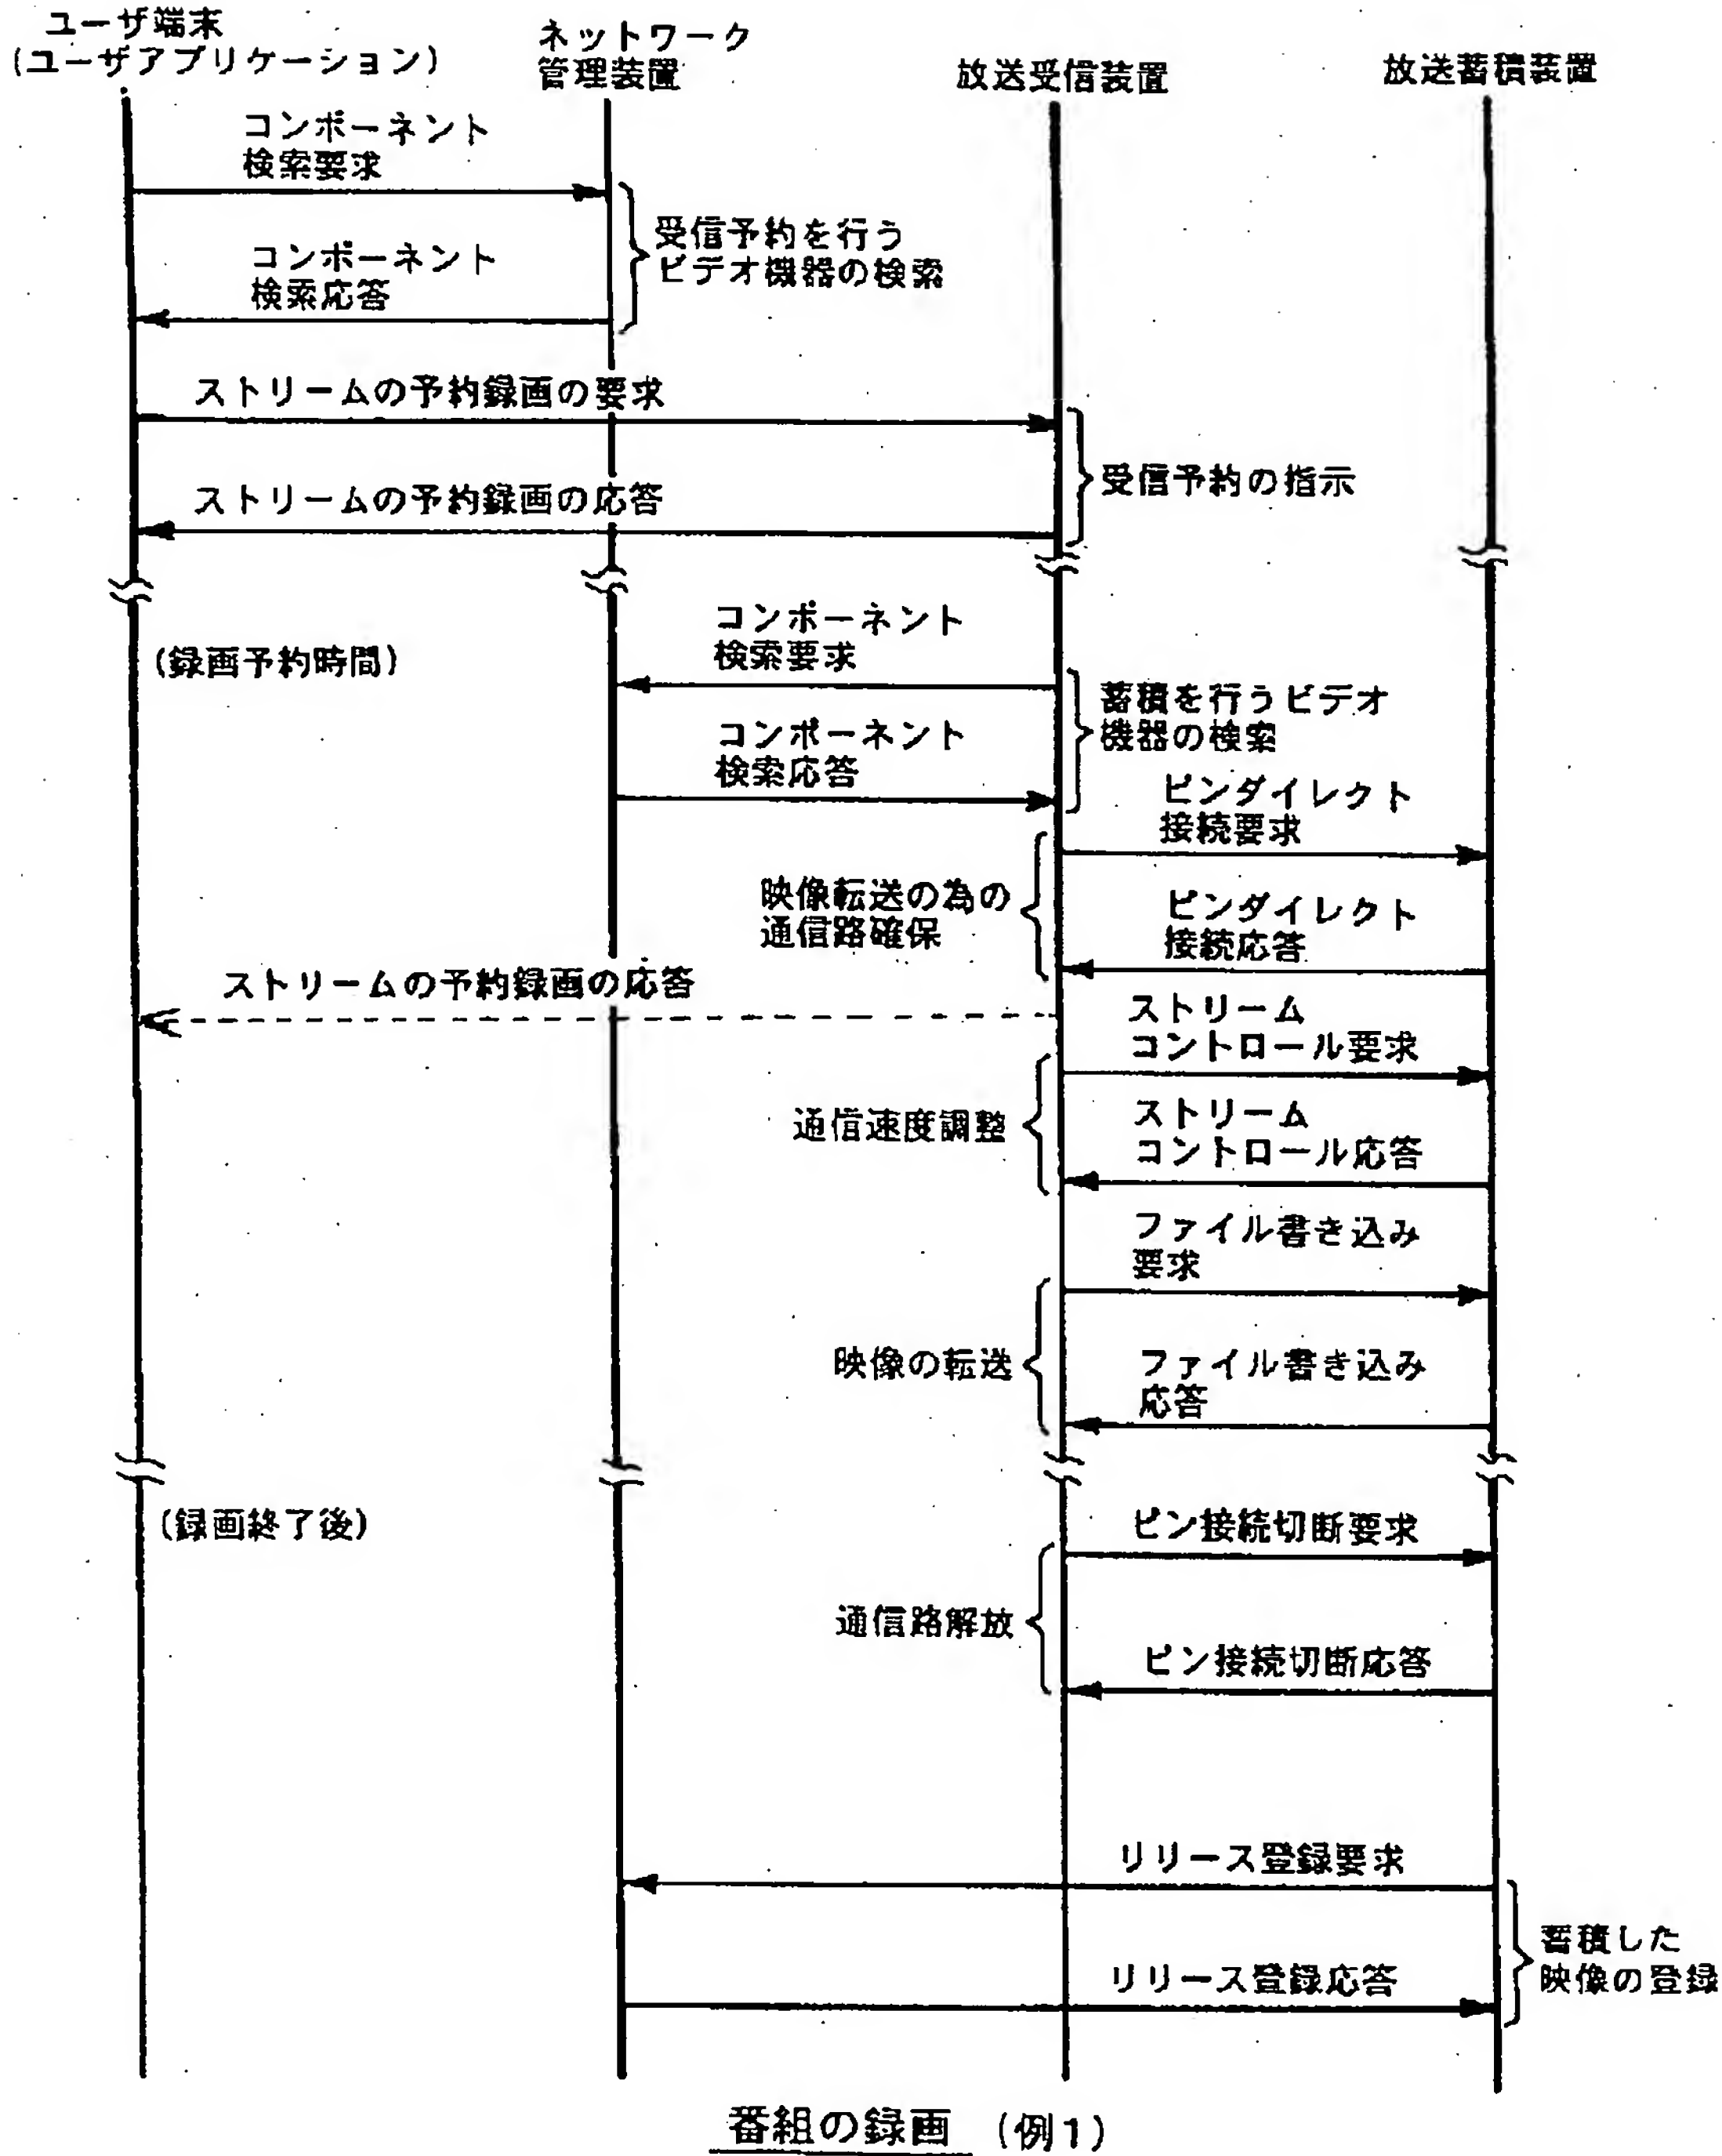 ユーザ端末
(ユーザアプリケーション)
ネットワーク
管理装置
放送受信装置
放送蓄積装置
コンポーネント
検索要求
受信予約を行う
ビデオ機器の検索
コンポーネント
検索応答
ストリームの予約録画の要求
受信予約の指示
ストリームの予約録画の応答
コンポーネント
検索要求
(録画予約時間)
蓄積を行うビデオ
機器の検索
コンポーネント
検索応答
ピンダイレクト
接続要求
映像転送の為の
通信路確保
ピンダイレクト
接続応答
ストリームの予約録画の応答
ストリーム
コントロール要求
通信速度調整
ストリーム
コントロール応答
ファイル書き込み
要求
映像の転送
ファイル書き込み
応答
(録画終了後)
ピン接続切断要求
通信路解放
ピン接続切断応答
リリース登録要求
蓄積した
映像の登録
リリース登録応答
番組の録画 (例1)